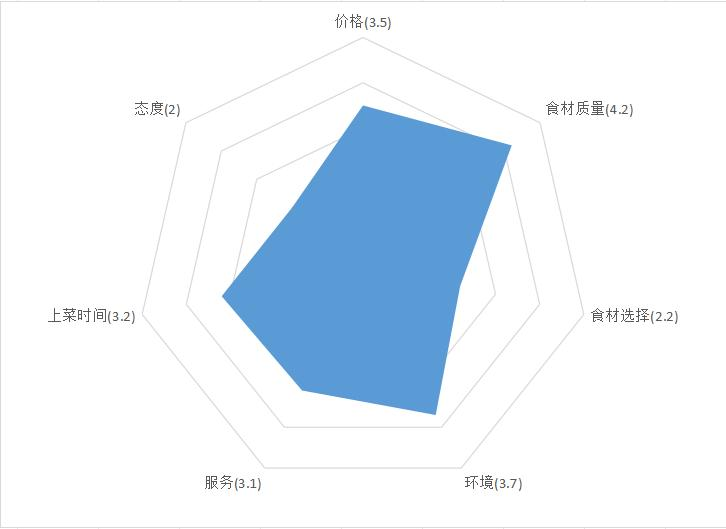 价格(3.5)
态度(2)
食材质量(4.2)
上菜时间(3.2)
食材选择(2.2)
服务(3.1)
环境(3.7)